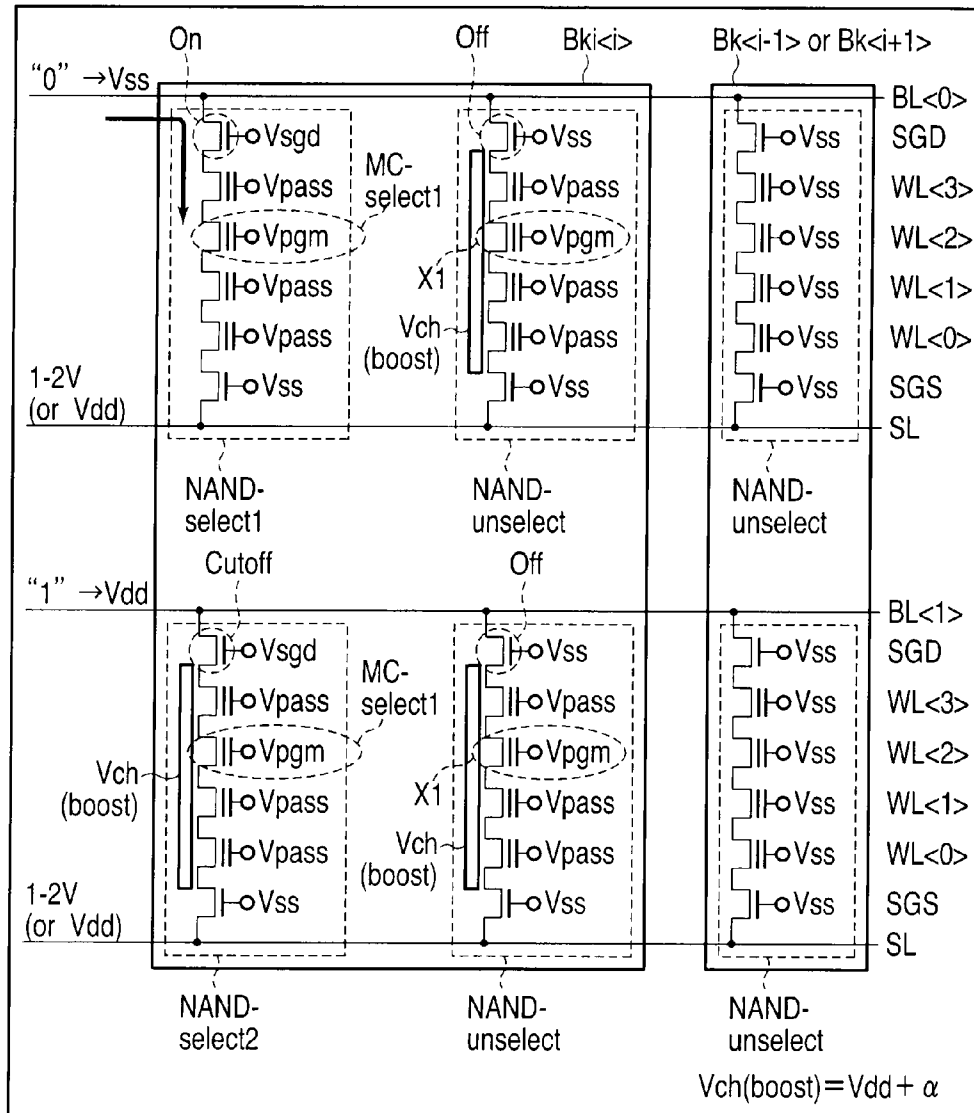 On
Off
Bki<i>
Bk<i-1> or Bk<i+1>
"0" →Vss
BL<0>
Vsgd
Vss
Vss
SGD
MC-
select1
Vpass
Vpass
Vss
WL<3>
Vpgm
Vpgm
Vss
WL<2>
X1
Vpass
Vpass
Vss
WL<1>
Vch
(boost)
Vpass
Vpass
Vss
WL<0>
1-2V
(or Vdd)
Vss
Vss
Vss
SGS
SL
NAND-
select1
NAND-
unselect
NAND-
unselect
Cutoff
Off
"1" →Vdd
BL<1>
Vsgd
Vss
Vss
SGD
MC-
select1
Vpass
Vpass
Vss
WL<3>
Vpgm
Vpgm
Vss
WL<2>
Vch
(boost)
X1
Vpass
Vpass
Vss
WL<1>
Vch
(boost)
Vpass
Vpass
Vss
WL<0>
1-2V
(or Vdd)
Vss
Vss
Vss
SGS
SL
NAND-
select2
NAND-
unselect
NAND-
unselect
Vch(boost)=Vdd+ α